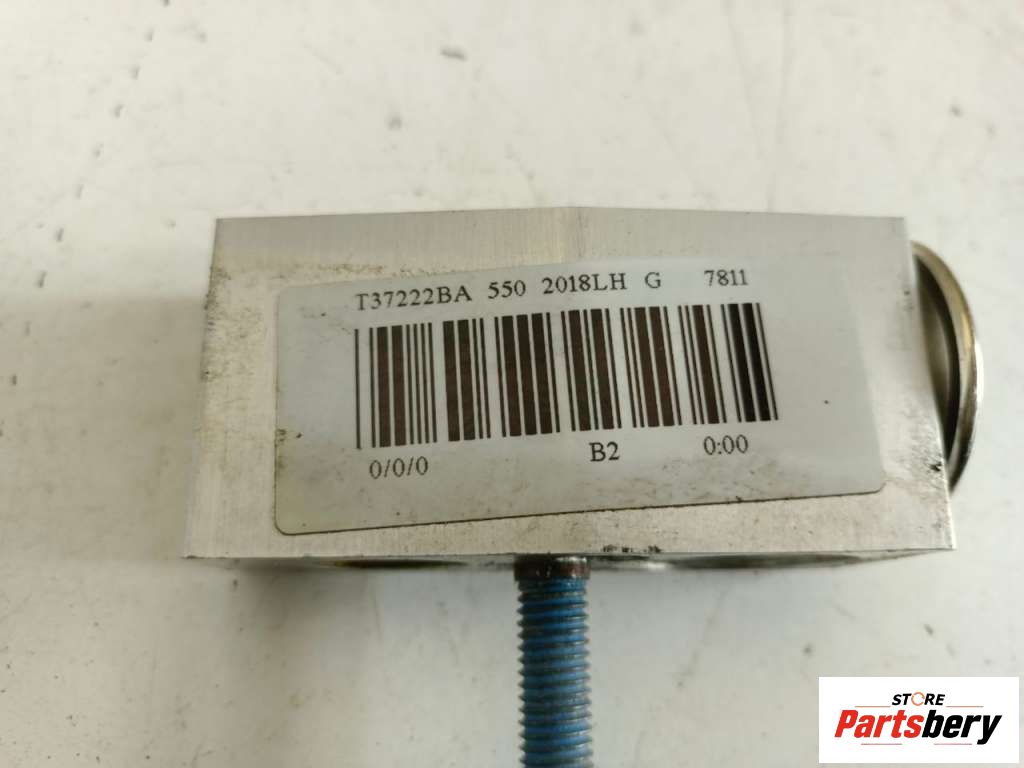 T37222BA 550 2018LH G 7811
0/0/0 B2 0:00
STORE
Partsbery